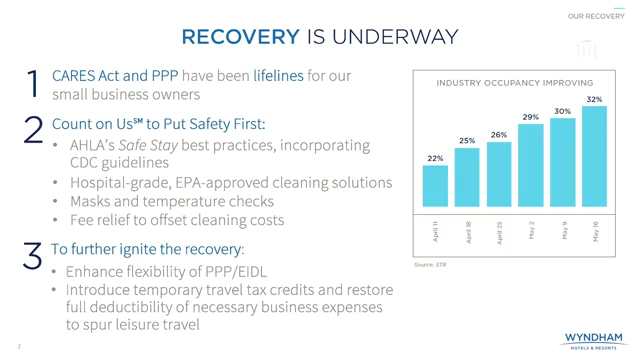 OUR RECOVERY
RECOVERY IS UNDERWAY
1 CARES Act and PPP have been lifelines for our
small business owners
2 Count on Us℠ to Put Safety First:
• AHLA's Safe Stay best practices, incorporating
CDC guidelines
• Hospital-grade, EPA-approved cleaning solutions
• Masks and temperature checks
• Fee relief to offset cleaning costs
3 To further ignite the recovery:
• Enhance flexibility of PPP/EIDL
• Introduce temporary travel tax credits and restore
full deductibility of necessary business expenses
to spur leisure travel
INDUSTRY OCCUPANCY IMPROVING
22%
25%
26%
29%
30%
32%
April 11
April 18
April 25
May 2
May 9
May 16
Source: STR
2
WYNDHAM
HOTELS & RESORTS